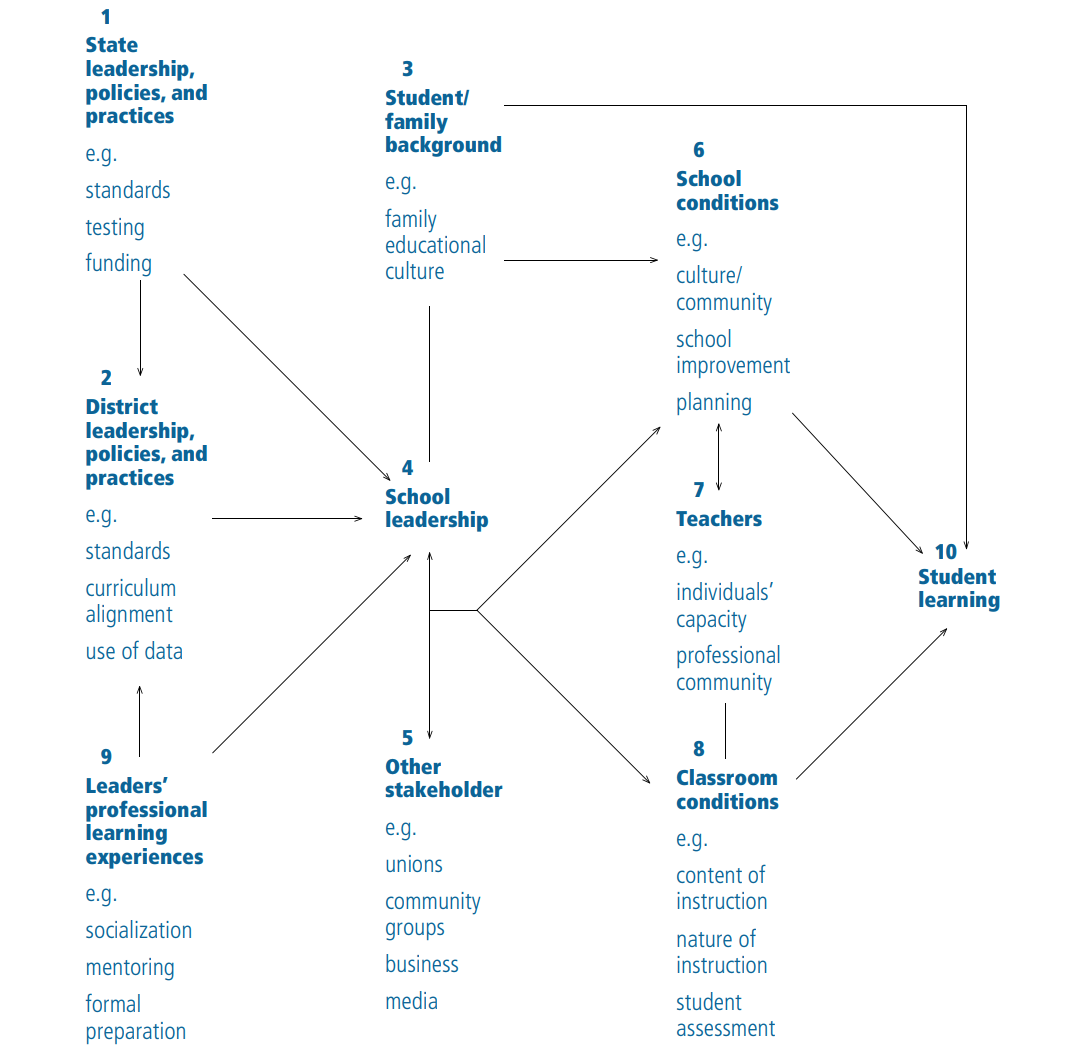 1
State
leadership,
policies, and
practices
e.g.
standards
testing
funding
2
District
leadership,
policies, and
practices
e.g.
standards
curriculum
alignment
use of data
9
Leaders’
professional
learning
experiences
e.g.
socialization
mentoring
formal
preparation
3
Student/
family
background
e.g.
family
educational
culture
4
School
leadership
5
Other
stakeholder
e.g.
unions
community
groups
business
media
6
School
conditions
e.g.
culture/
community
school
improvement
planning
7
Teachers
e.g.
individuals’
capacity
professional
community
8
Classroom
conditions
e.g.
content of
instruction
nature of
instruction
student
assessment
10
Student
learning